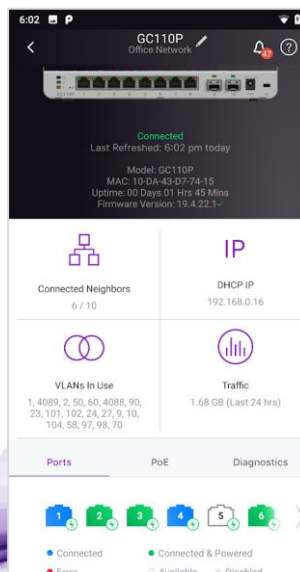 6:02
GC110P
Office Network
47
Connected
Last Refreshed: 6:02 pm today
Model: GC110P
MAC: 10-DA-43-D7-74-15
Uptime: 00 Days 01 Hrs 45 Mins
Firmware Version: 19.4.22.1
Connected Neighbors
6 / 10
IP
DHCP IP
192.168.0.16
VLANs In Use
1, 4089, 2, 50, 60, 4088, 90,
23, 101, 102, 24, 27, 9, 10,
104, 58, 97, 98, 70
Traffic
1.68 GB (Last 24 hrs)
Ports
PoE
Diagnostics
1
2
3
4
5
6
Connected
Connected & Powered
Error
Available
Disabled